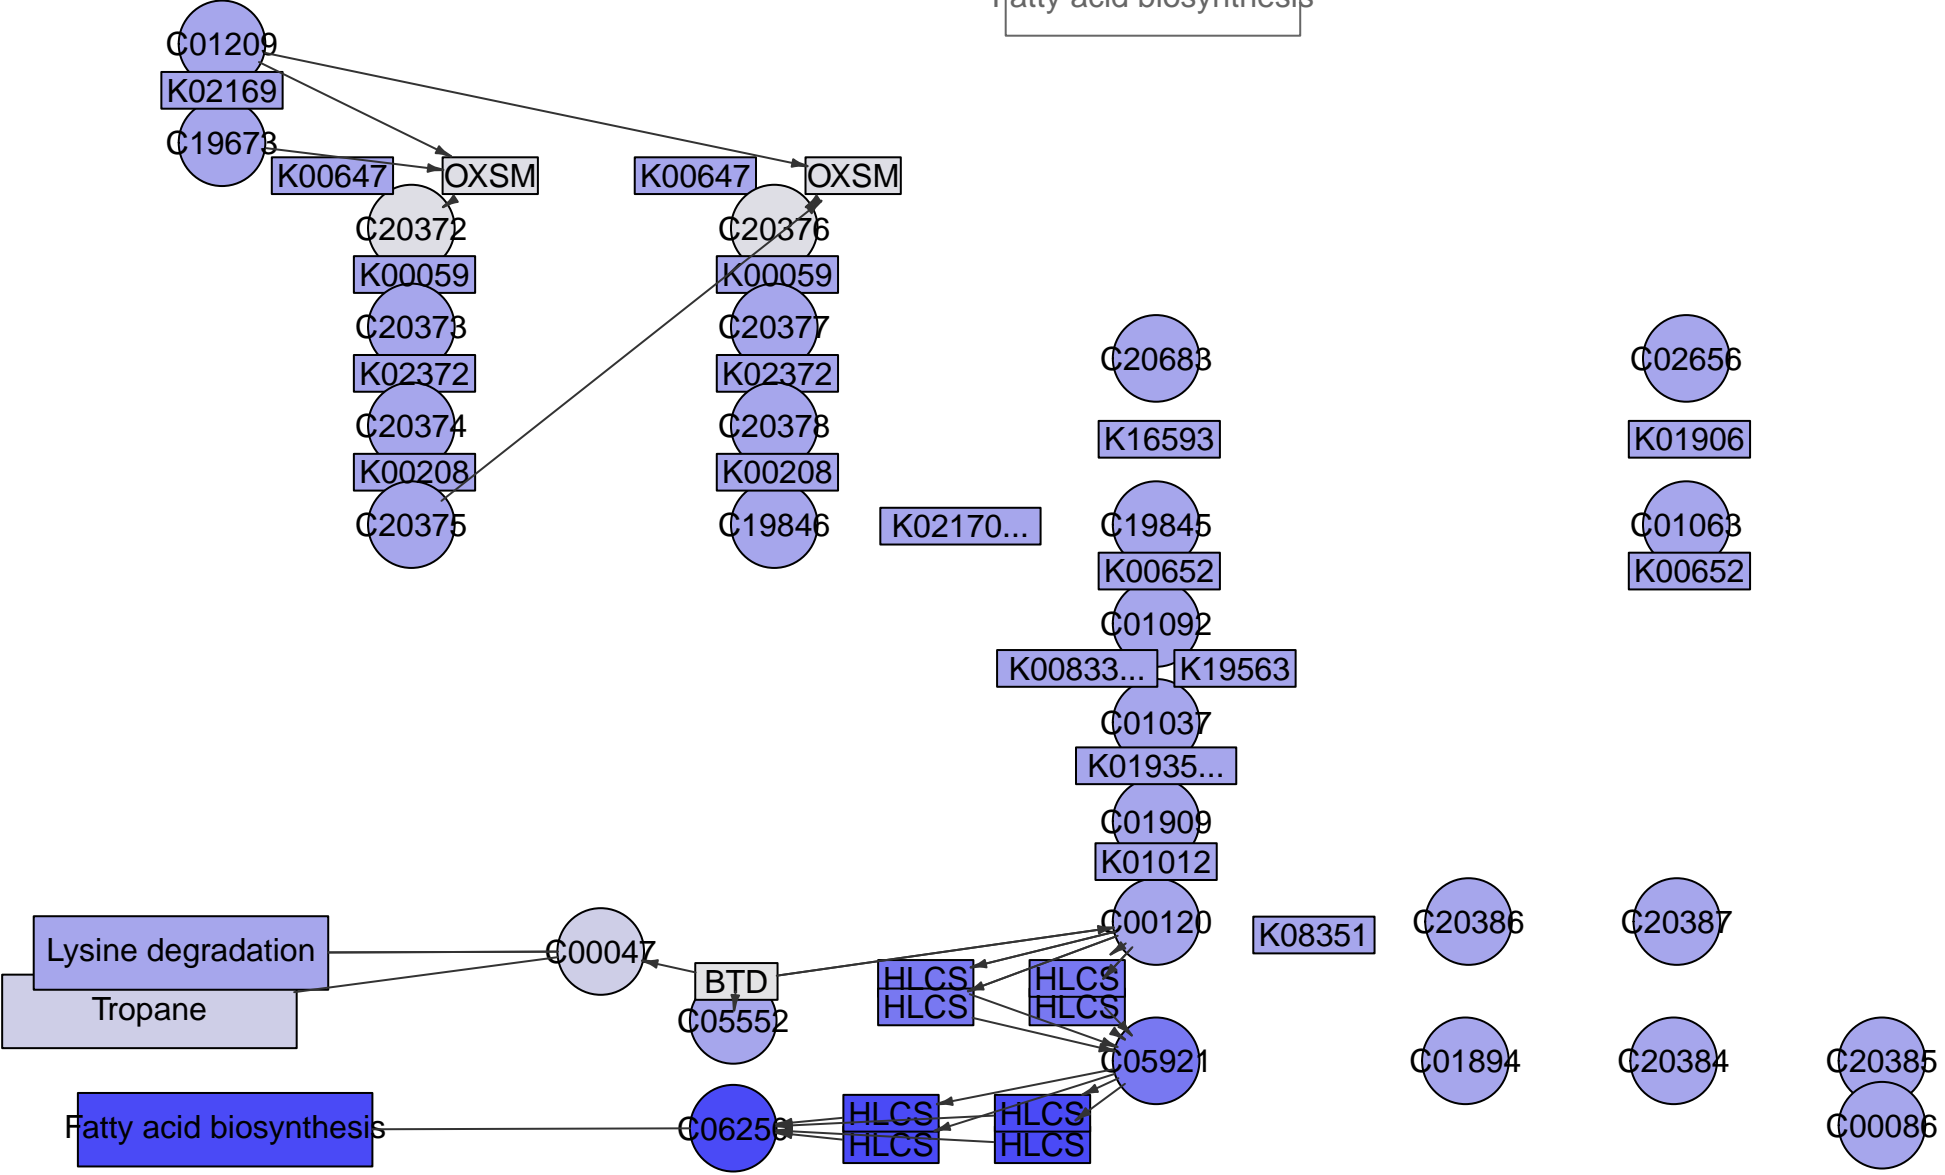 Fatty acid biosynthesis
C01209
K02169
C19673
K00647
OXSM
K00647
OXSM
C20372
C20376
K00059
K00059
C20373
C20377
C20683
C02656
K02372
K02372
C20374
C20378
K16593
K01906
K00208
K00208
C20375
C19846
K02170...
C19845
C01063
K00652
K00652
C01092
K00833...
K19563
C01037
K01935...
C01909
K01012
C00120
K08351
C20386
C20387
Lysine degradation
C00047
BTD
HLCS
HLCS
Tropane
HLCS
HLCS
C05552
C05921
C01894
C20384
C20385
Fatty acid biosynthesis
C06250
HLCS
HLCS
HLCS
HLCS
C00086